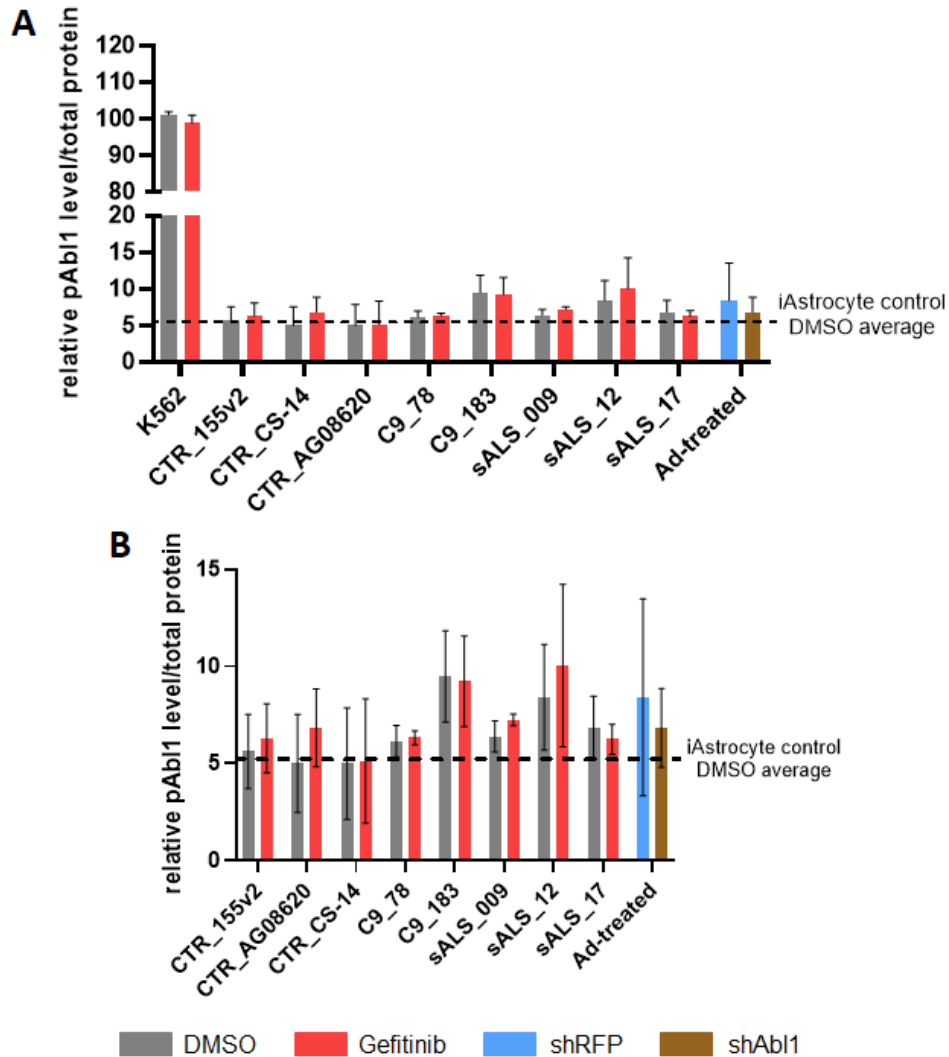 A
relative pAbl1 level/total protein
120
110
100
90
80
20
15
10
5
0
iAstrocyte control
DMSO average
K562
CTR_155v2
CTR_CS-14
CTR_AG08620
C9_78
C9_183
sALS_009
sALS_12
sALS_17
Ad-treated
B
relative pAbl1 level/total protein
15
10
5
0
iAstrocyte control
DMSO average
CTR_155v2
CTR_AG08620
CTR_CS-14
C9_78
C9_183
sALS_009
sALS_12
sALS_17
Ad-treated
DMSO Gefitinib shRFP shAbl1